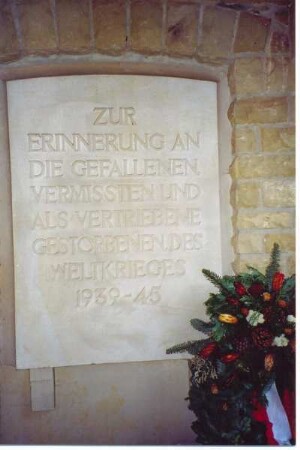 ZUR
ERINNERUNG AN
DIE GEFALLENEN
VERMISSTEN UND
ALS VERTRIEBENE
GESTORBENEN DES
WELTKRIEGES
1939-45